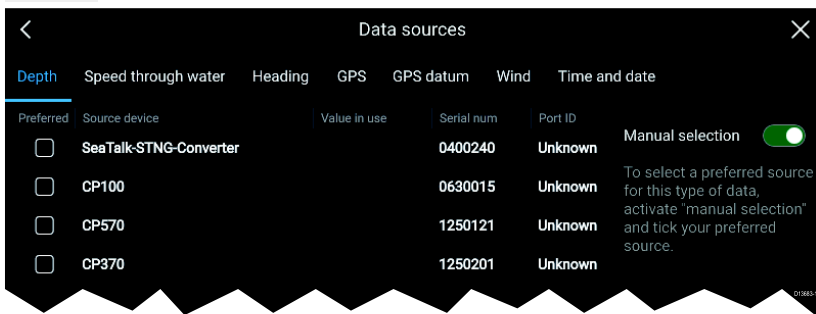 Data sources
Depth Speed through water Heading GPS GPS datum Wind Time and date
Preferred Source device Value in use Serial num Port ID
SeaTalk-STNG-Converter 0400240 Unknown
CP100 0630015 Unknown
CP570 1250121 Unknown
CP370 1250201 Unknown
Manual selection
To select a preferred source
for this type of data,
activate "manual selection"
and tick your preferred
source.